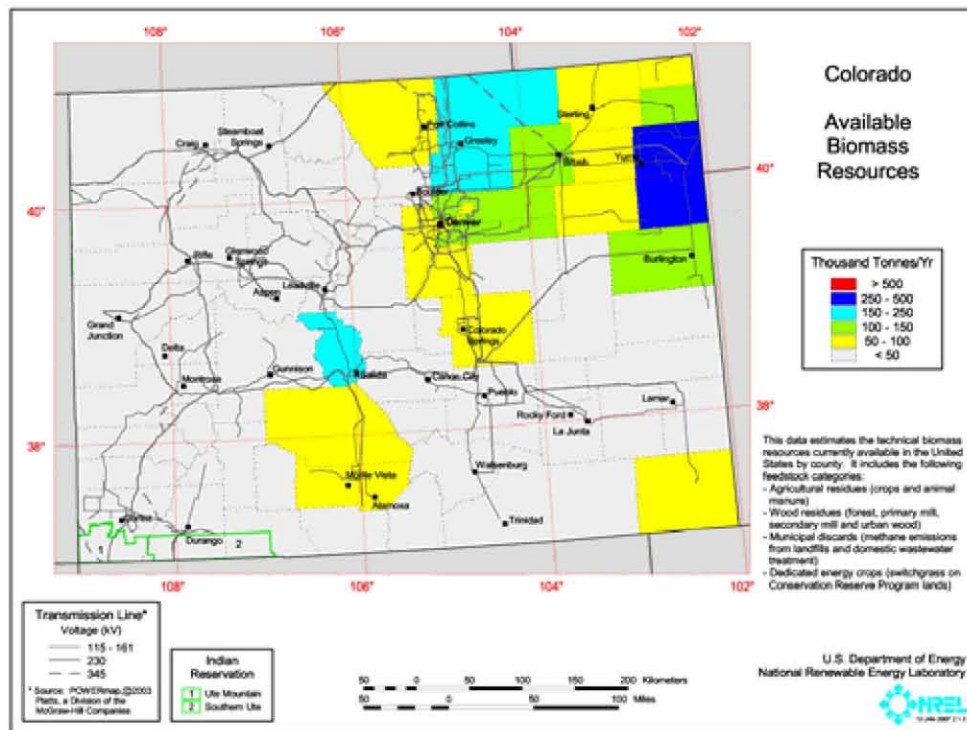 108°
106°
104°
102°
Colorado
Available
Biomass
Resources
Sterling
Fort Collins
Steamboat
Springs
Craig
Greeley
Brush
Yuma
40°
40°
Boulder
Denver
Rifle
Glenwood
Springs
Burlington
Leadville
Aspen
Thousand Tonnes/Yr
> 500
250 - 500
150 - 250
100 - 150
50 - 100
< 50
Grand
Junction
Colorado
Springs
Delta
Gunnison
Salida
Montrose
Canon City
Pueblo
Lamar
Rocky Ford
La Junta
38°
38°
This data estimates the technical biomass
resources currently available in the United
States by county. It includes the following
feedstock categories:
- Agricultural residues (crops and animal
manure)
- Wood residues (forest, primary mill,
secondary mill and urban wood)
- Municipal discards (methane emissions
from landfills and domestic wastewater
treatment)
- Dedicated energy crops (switchgrass on
Conservation Reserve Program lands)
Walsenburg
Monte Vista
Alamosa
Trinidad
Cortez
Durango
1
2
108°
106°
104°
102°
Transmission Line*
Voltage (kV)
115 - 161
230
345
* Source: POWERmap,©2003
Platts, a Division of the
McGraw-Hill Companies
Indian
Reservation
1 Ute Mountain
2 Southern Ute
50 0 50 100 150 200 Kilometers
50 0 50 100 Miles
U.S. Department of Energy
National Renewable Energy Laboratory
NREL